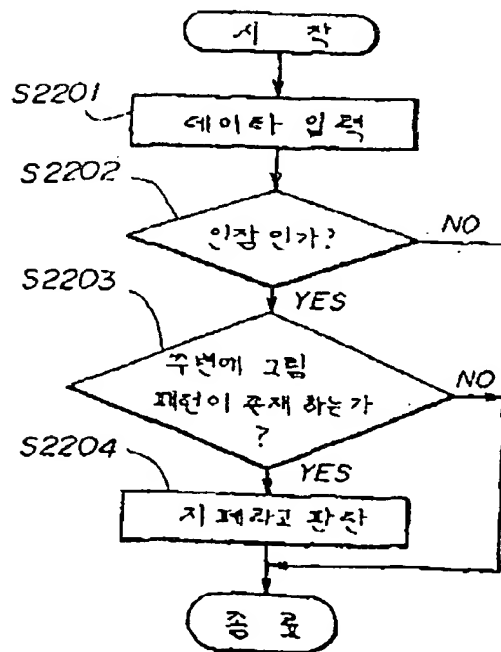 시 작
S2201
데이타 입력
S2202
인장 인가?
NO
YES
S2203
주변에 그림
패턴이 존재 하는가
?
NO
YES
S2204
지폐라고 판단
종 료